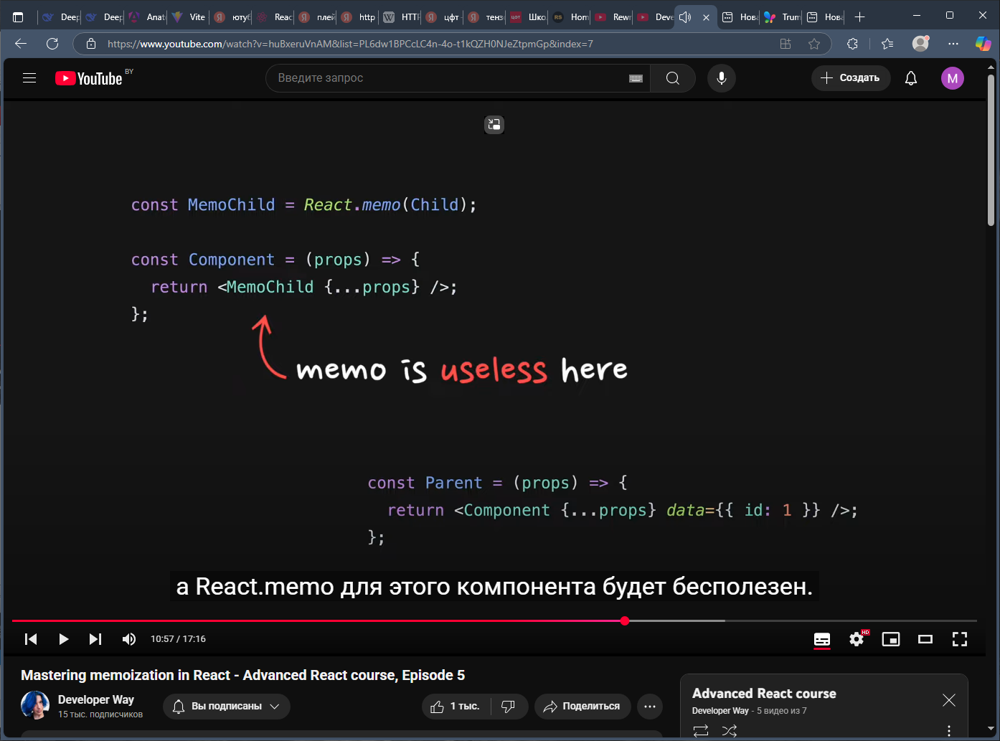 Deep
Deep
Anat
Vite
ютуб
Reac
плей
http
HTTP
цфт
тенз
Шко
Hom
Rewr
Deve
Нова
Trum
Нова
https://www.youtube.com/watch?v=huBxeruVnAM&list=PL6dw1BPCcLC4n-4o-t1kQZH0NJeZtpmGp&index=7
YouTube BY
Введите запрос
Создать
M
const MemoChild = React.memo(Child);
const Component = (props) => {
return <MemoChild {...props} />;
};
memo is useless here
const Parent = (props) => {
return <Component {...props} data={{ id: 1 }} />;
};
а React.memo для этого компонента будет бесполезен.
10:57 / 17:16
HD
Mastering memoization in React - Advanced React course, Episode 5
Developer Way
15 тыс. подписчиков
Вы подписаны
1 тыс.
Поделиться
Advanced React course
Developer Way - 5 видео из 7